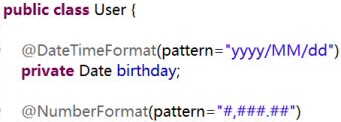 public class User {
@DateTimeFormat(pattern="yyyy/MM/dd")
private Date birthday;
@NumberFormat(pattern="#,###.##")